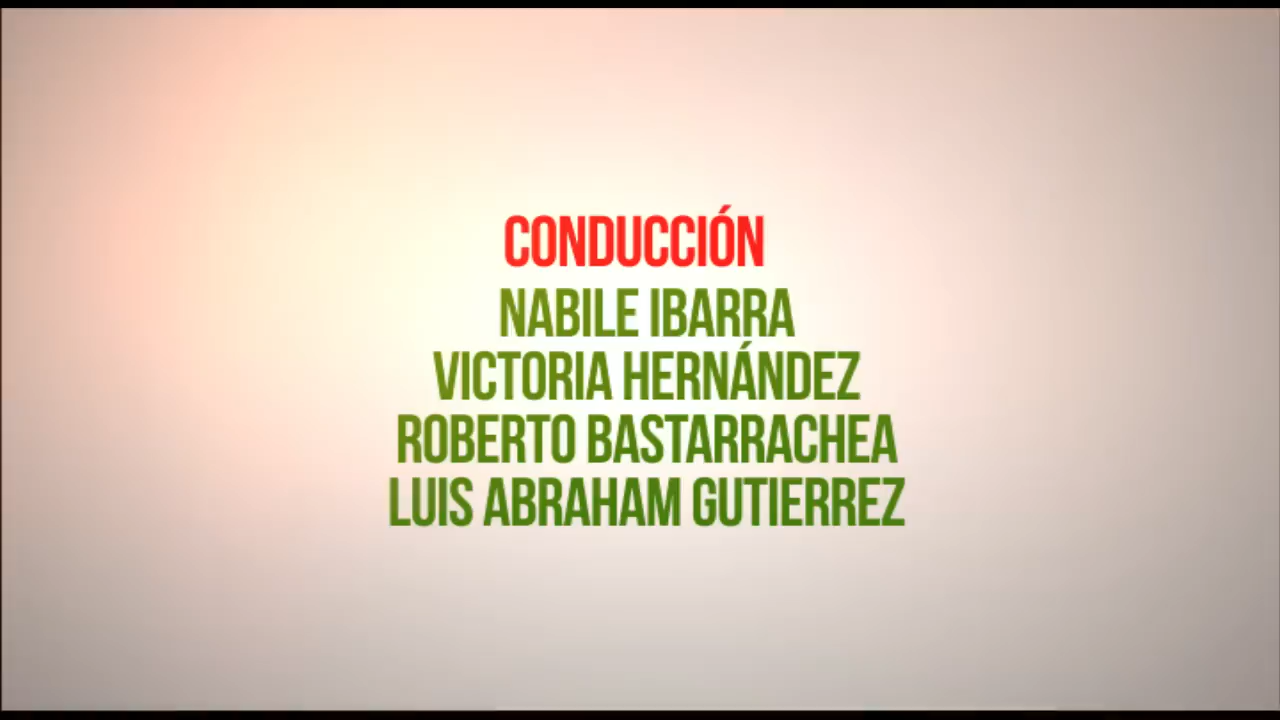 CONDUCCIÓN
NABILE IBARRA
VICTORIA HERNÁNDEZ
ROBERTO BASTARRACHEA
LUIS ABRAHAM GUTIERREZ